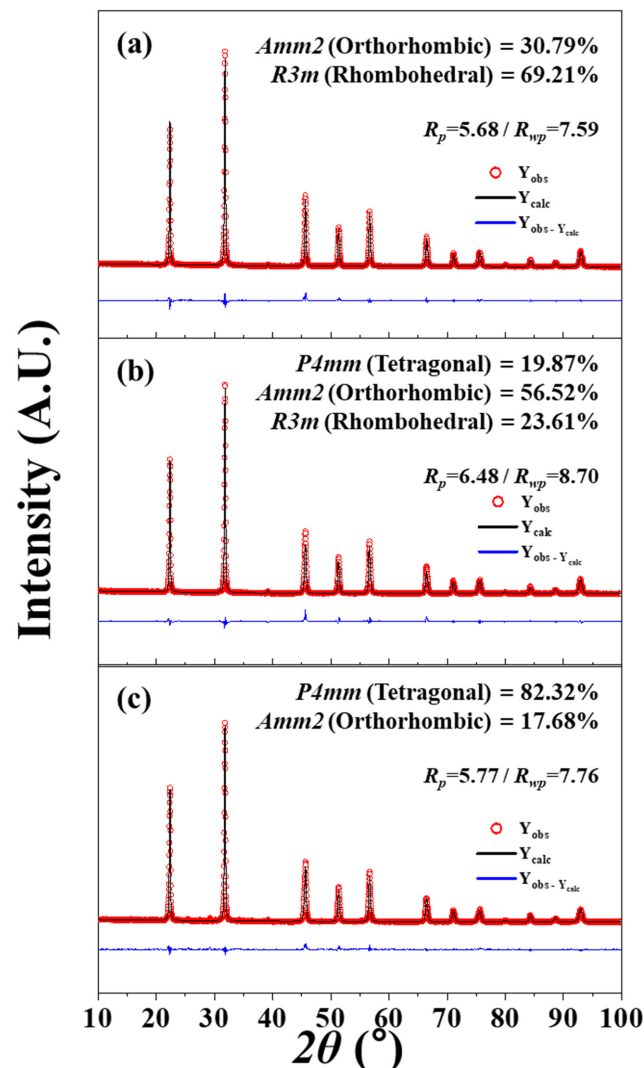 Intensity (A.U.)
(a)
Amm2 (Orthorhombic) = 30.79%
R3m (Rhombohedral) = 69.21%
Rp=5.68 / Rwp=7.59
Yobs
Ycalc
Yobs - Ycalc
(b)
P4mm (Tetragonal) = 19.87%
Amm2 (Orthorhombic) = 56.52%
R3m (Rhombohedral) = 23.61%
Rp=6.48 / Rwp=8.70
Yobs
Ycalc
Yobs - Ycalc
(c)
P4mm (Tetragonal) = 82.32%
Amm2 (Orthorhombic) = 17.68%
Rp=5.77 / Rwp=7.76
Yobs
Ycalc
Yobs - Ycalc
10 20 30 40 50 60 70 80 90 100
2θ (°)